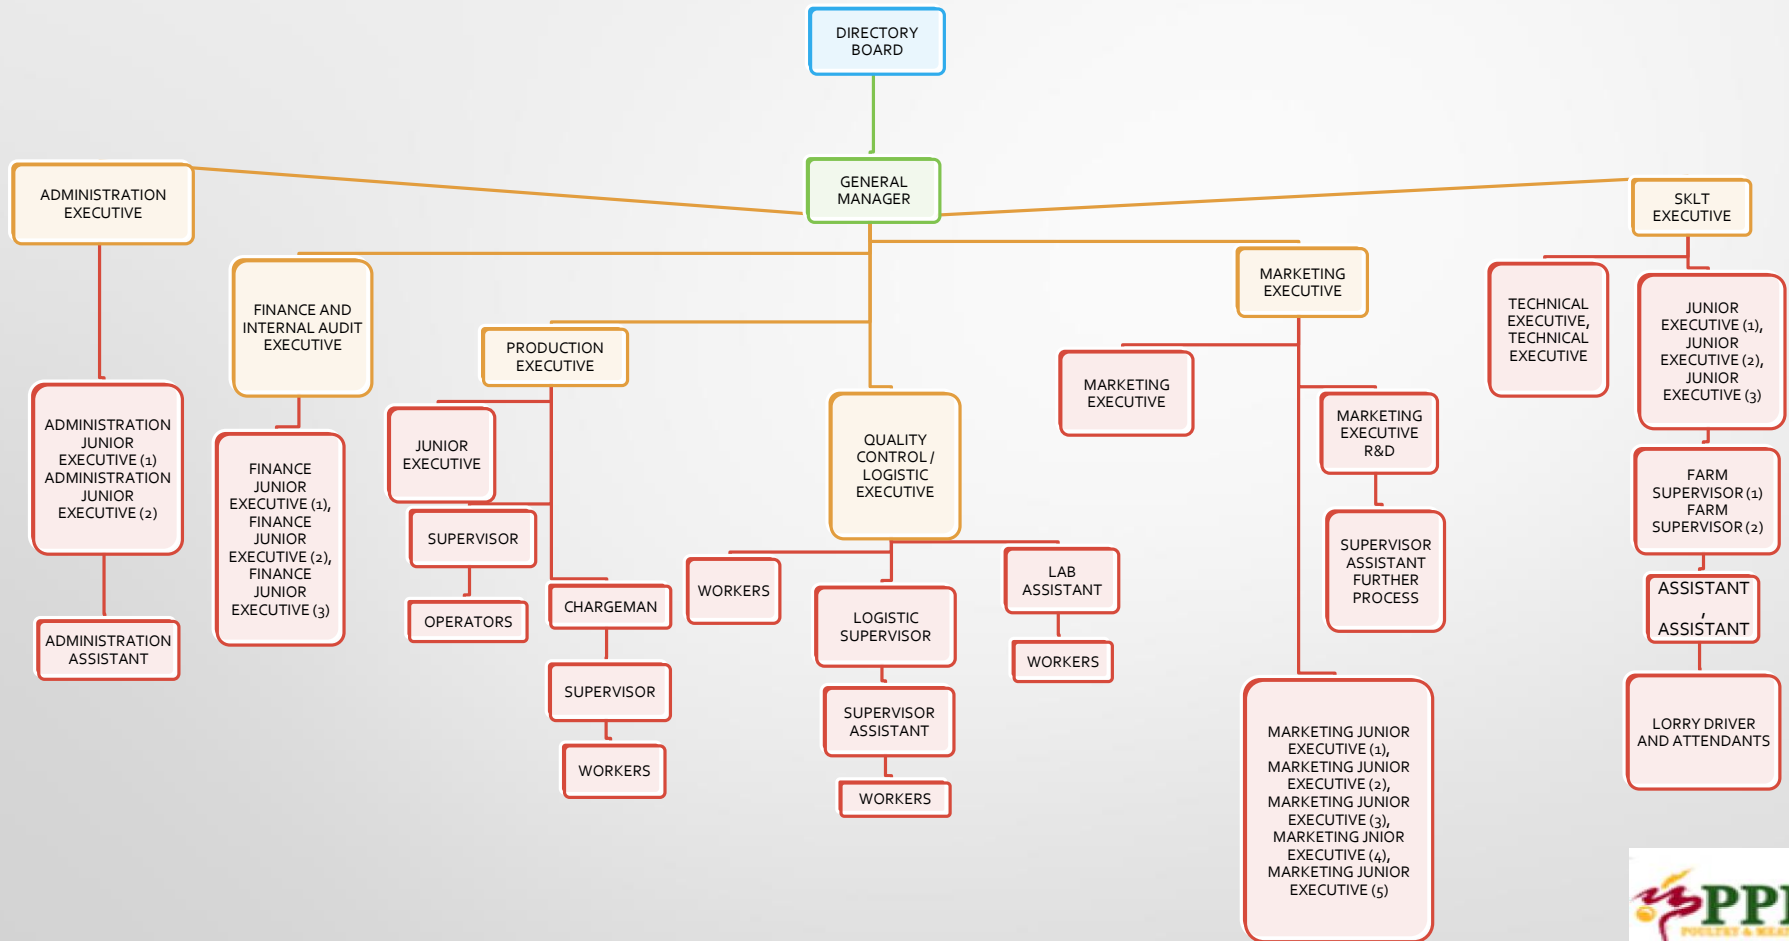 DIRECTORY
BOARD
GENERAL
MANAGER
ADMINISTRATION
EXECUTIVE
ADMINISTRATION
JUNIOR
EXECUTIVE (1)
ADMINISTRATION
JUNIOR
EXECUTIVE (2)
ADMINISTRATION
ASSISTANT
FINANCE AND
INTERNAL AUDIT
EXECUTIVE
FINANCE
JUNIOR
EXECUTIVE (1),
FINANCE
JUNIOR
EXECUTIVE (2),
FINANCE
JUNIOR
EXECUTIVE (3)
PRODUCTION
EXECUTIVE
JUNIOR
EXECUTIVE
SUPERVISOR
OPERATORS
CHARGEMAN
SUPERVISOR
WORKERS
QUALITY
CONTROL /
LOGISTIC
EXECUTIVE
WORKERS
LOGISTIC
SUPERVISOR
SUPERVISOR
ASSISTANT
WORKERS
LAB
ASSISTANT
WORKERS
MARKETING
EXECUTIVE
MARKETING
EXECUTIVE
MARKETING
EXECUTIVE
R&D
SUPERVISOR
ASSISTANT
FURTHER
PROCESS
MARKETING JUNIOR
EXECUTIVE (1),
MARKETING JUNIOR
EXECUTIVE (2),
MARKETING JUNIOR
EXECUTIVE (3),
MARKETING JNIOR
EXECUTIVE (4),
MARKETING JUNIOR
EXECUTIVE (5)
SKLT
EXECUTIVE
TECHNICAL
EXECUTIVE,
TECHNICAL
EXECUTIVE
JUNIOR
EXECUTIVE (1),
JUNIOR
EXECUTIVE (2),
JUNIOR
EXECUTIVE (3)
FARM
SUPERVISOR (1)
FARM
SUPERVISOR (2)
ASSISTANT
,
ASSISTANT
LORRY DRIVER
AND ATTENDANTS
POULTRY & MEAT